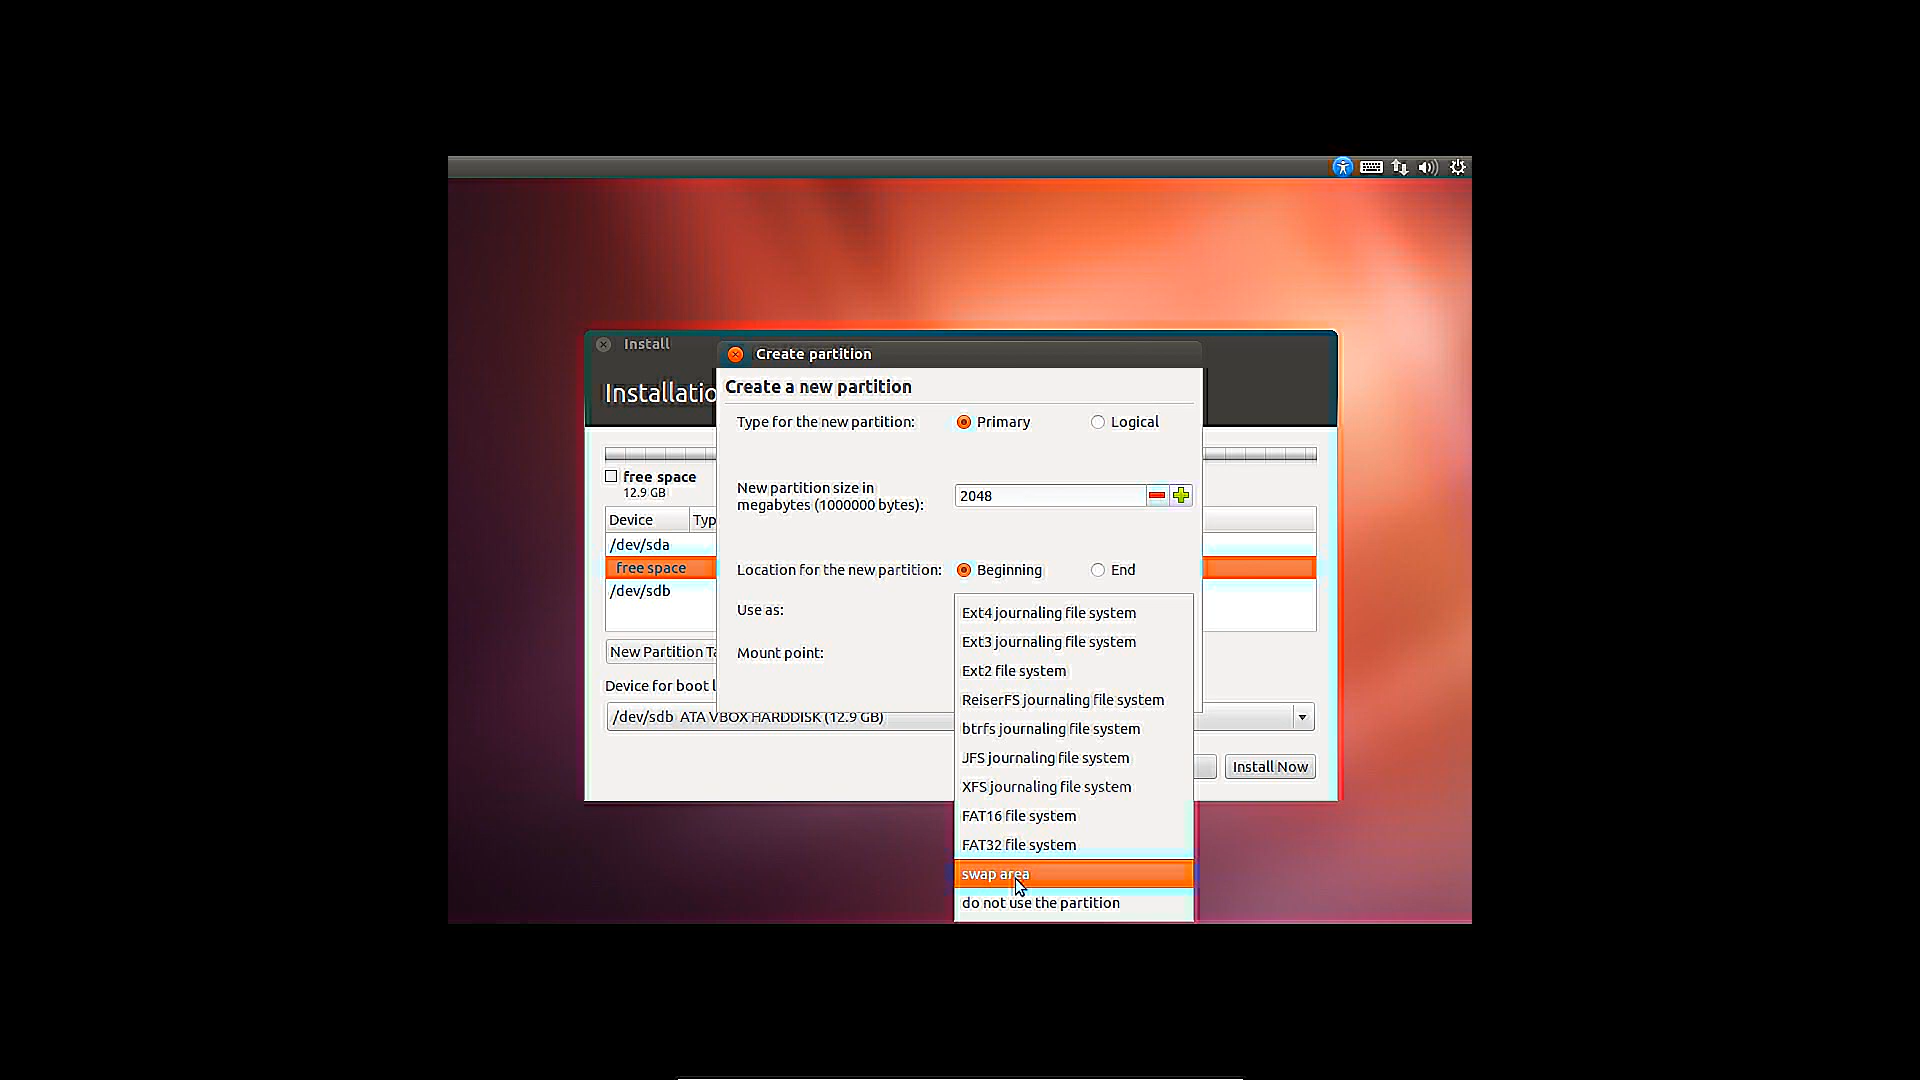 Install
Create partition
Installatio
Create a new partition
Type for the new partition: Primary Logical
free space
12.9 GB
New partition size in
megabytes (1000000 bytes): 2048
Device Typ
/dev/sda
free space
/dev/sdb
Location for the new partition: Beginning End
Use as:
Mount point:
Ext4 journaling file system
Ext3 journaling file system
Ext2 file system
ReiserFS journaling file system
btrfs journaling file system
JFS journaling file system
XFS journaling file system
FAT16 file system
FAT32 file system
swap area
do not use the partition
New Partition Ta
Device for boot l
/dev/sdb ATA VBOX HARDDISK (12.9 GB)
Install Now